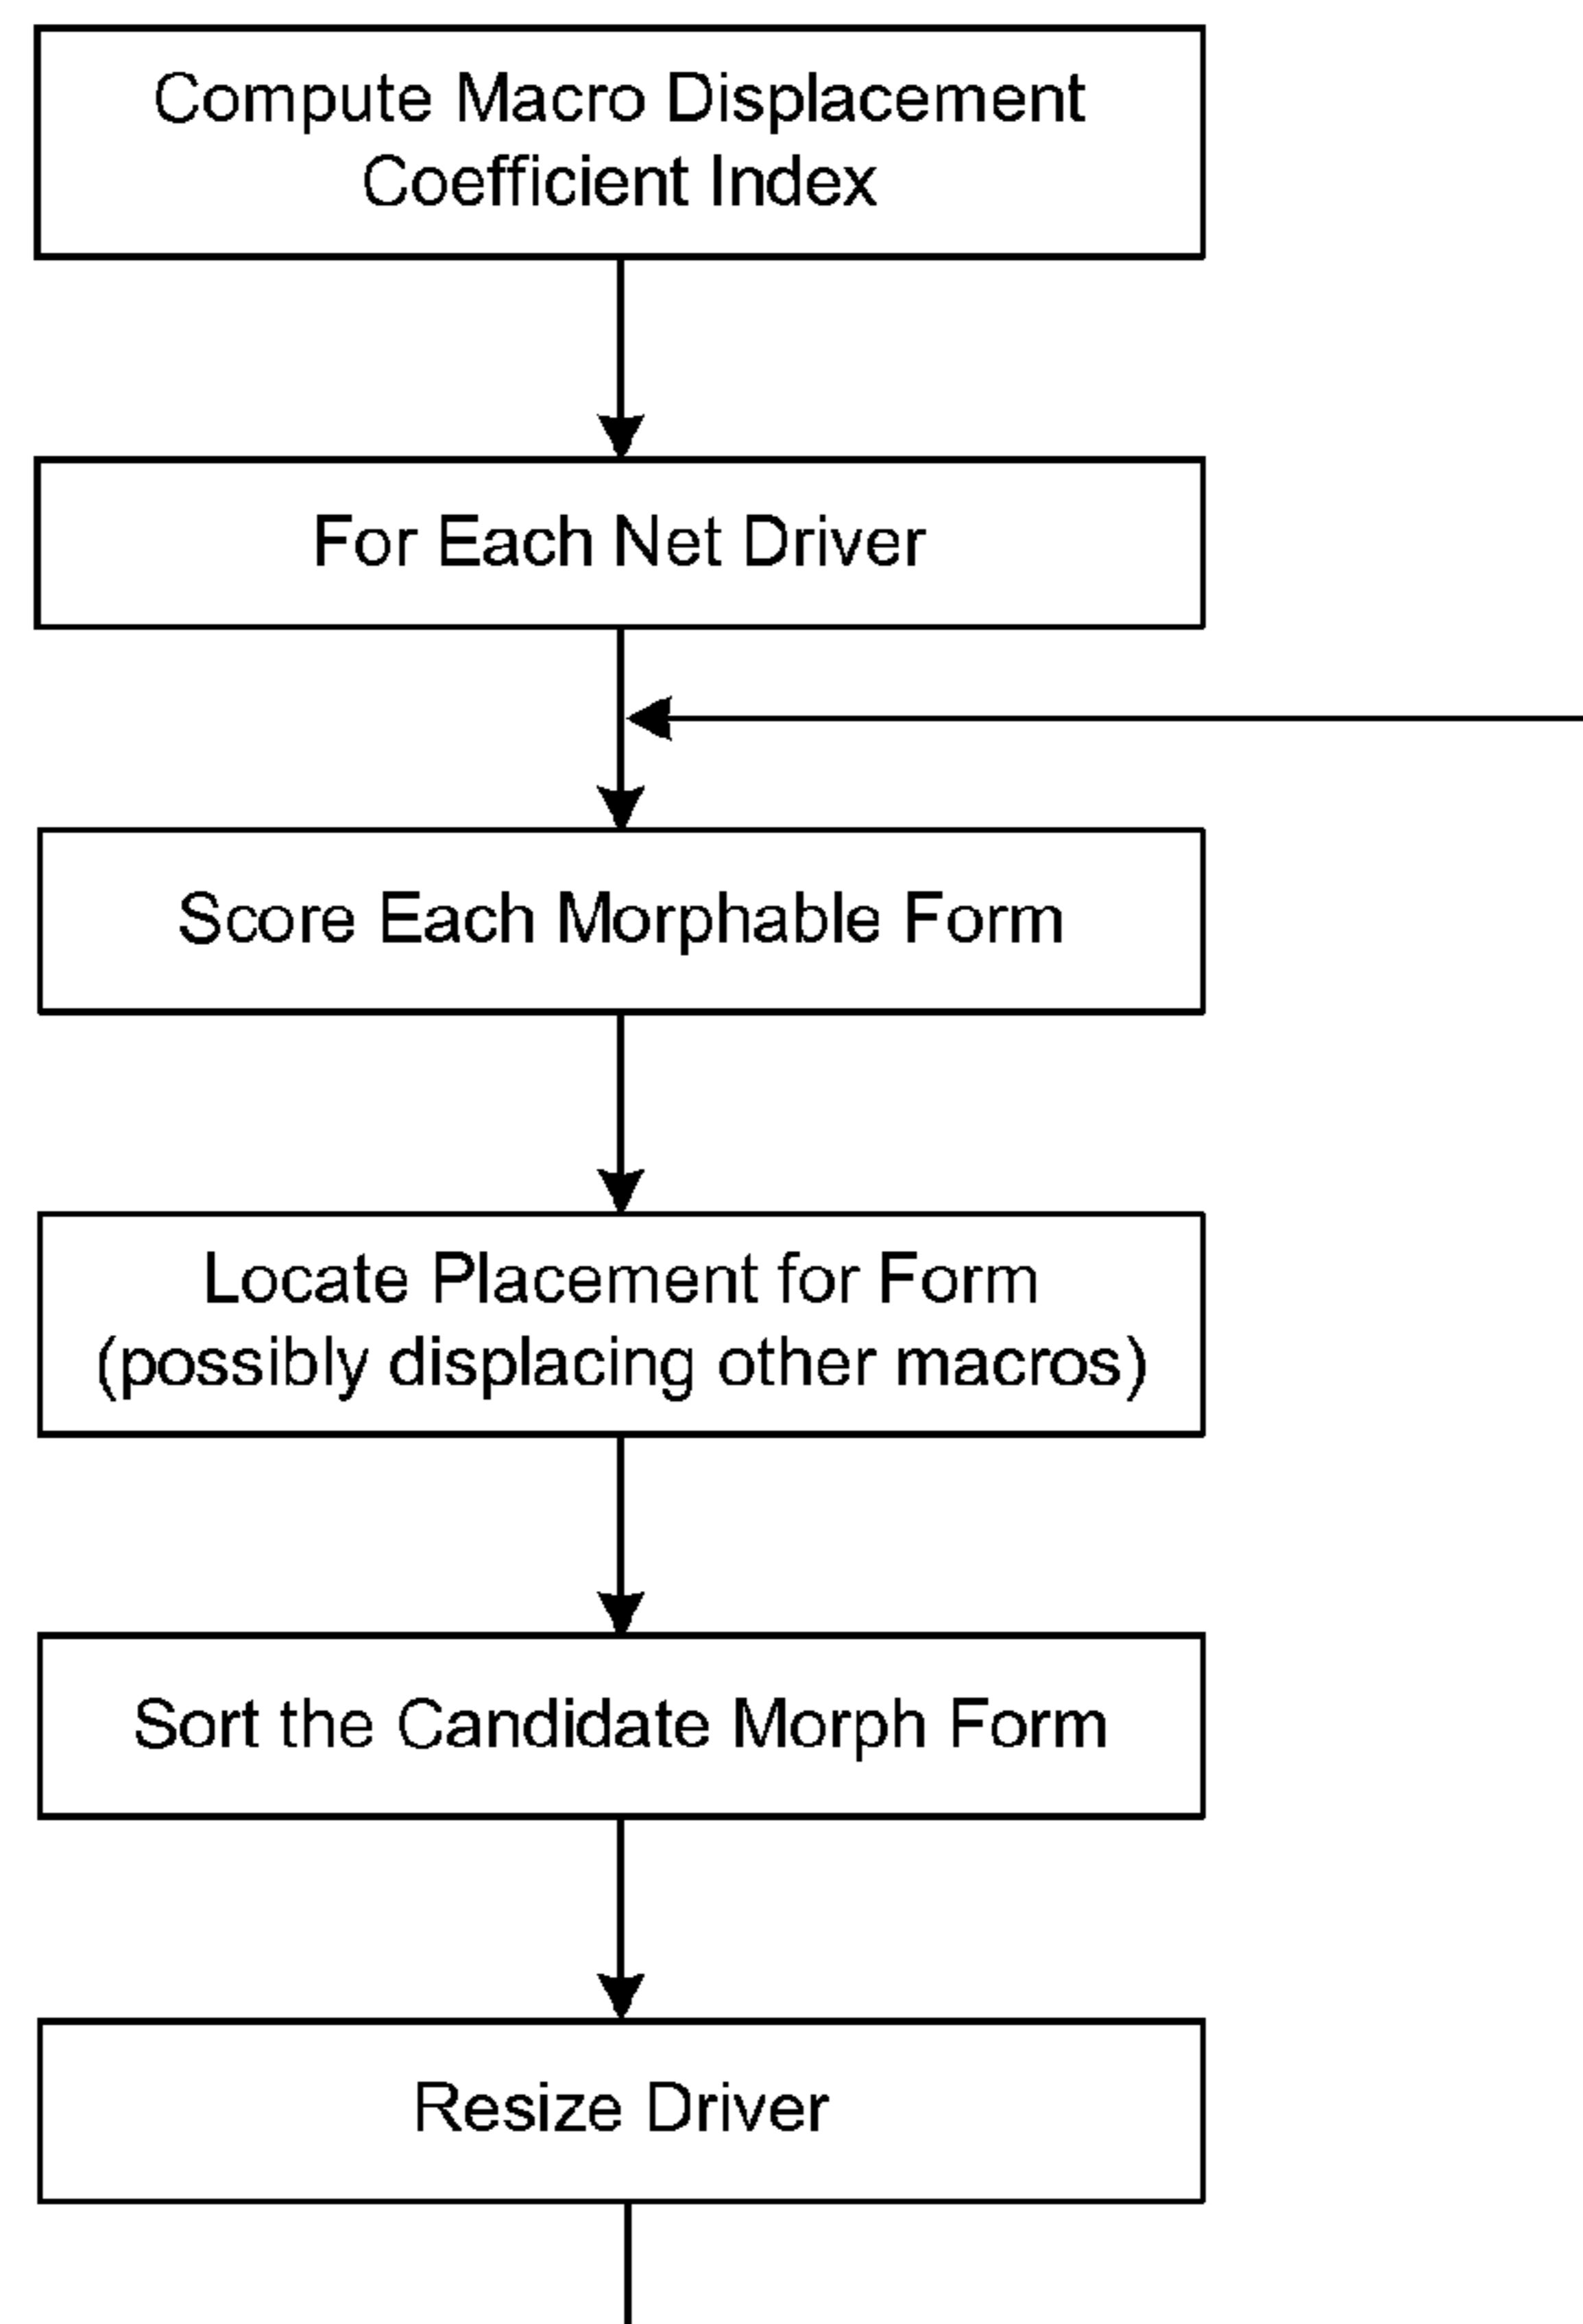 Compute Macro Displacement
Coefficient Index
For Each Net Driver
Score Each Morphable Form
Locate Placement for Form
(possibly displacing other macros)
Sort the Candidate Morph Form
Resize Driver